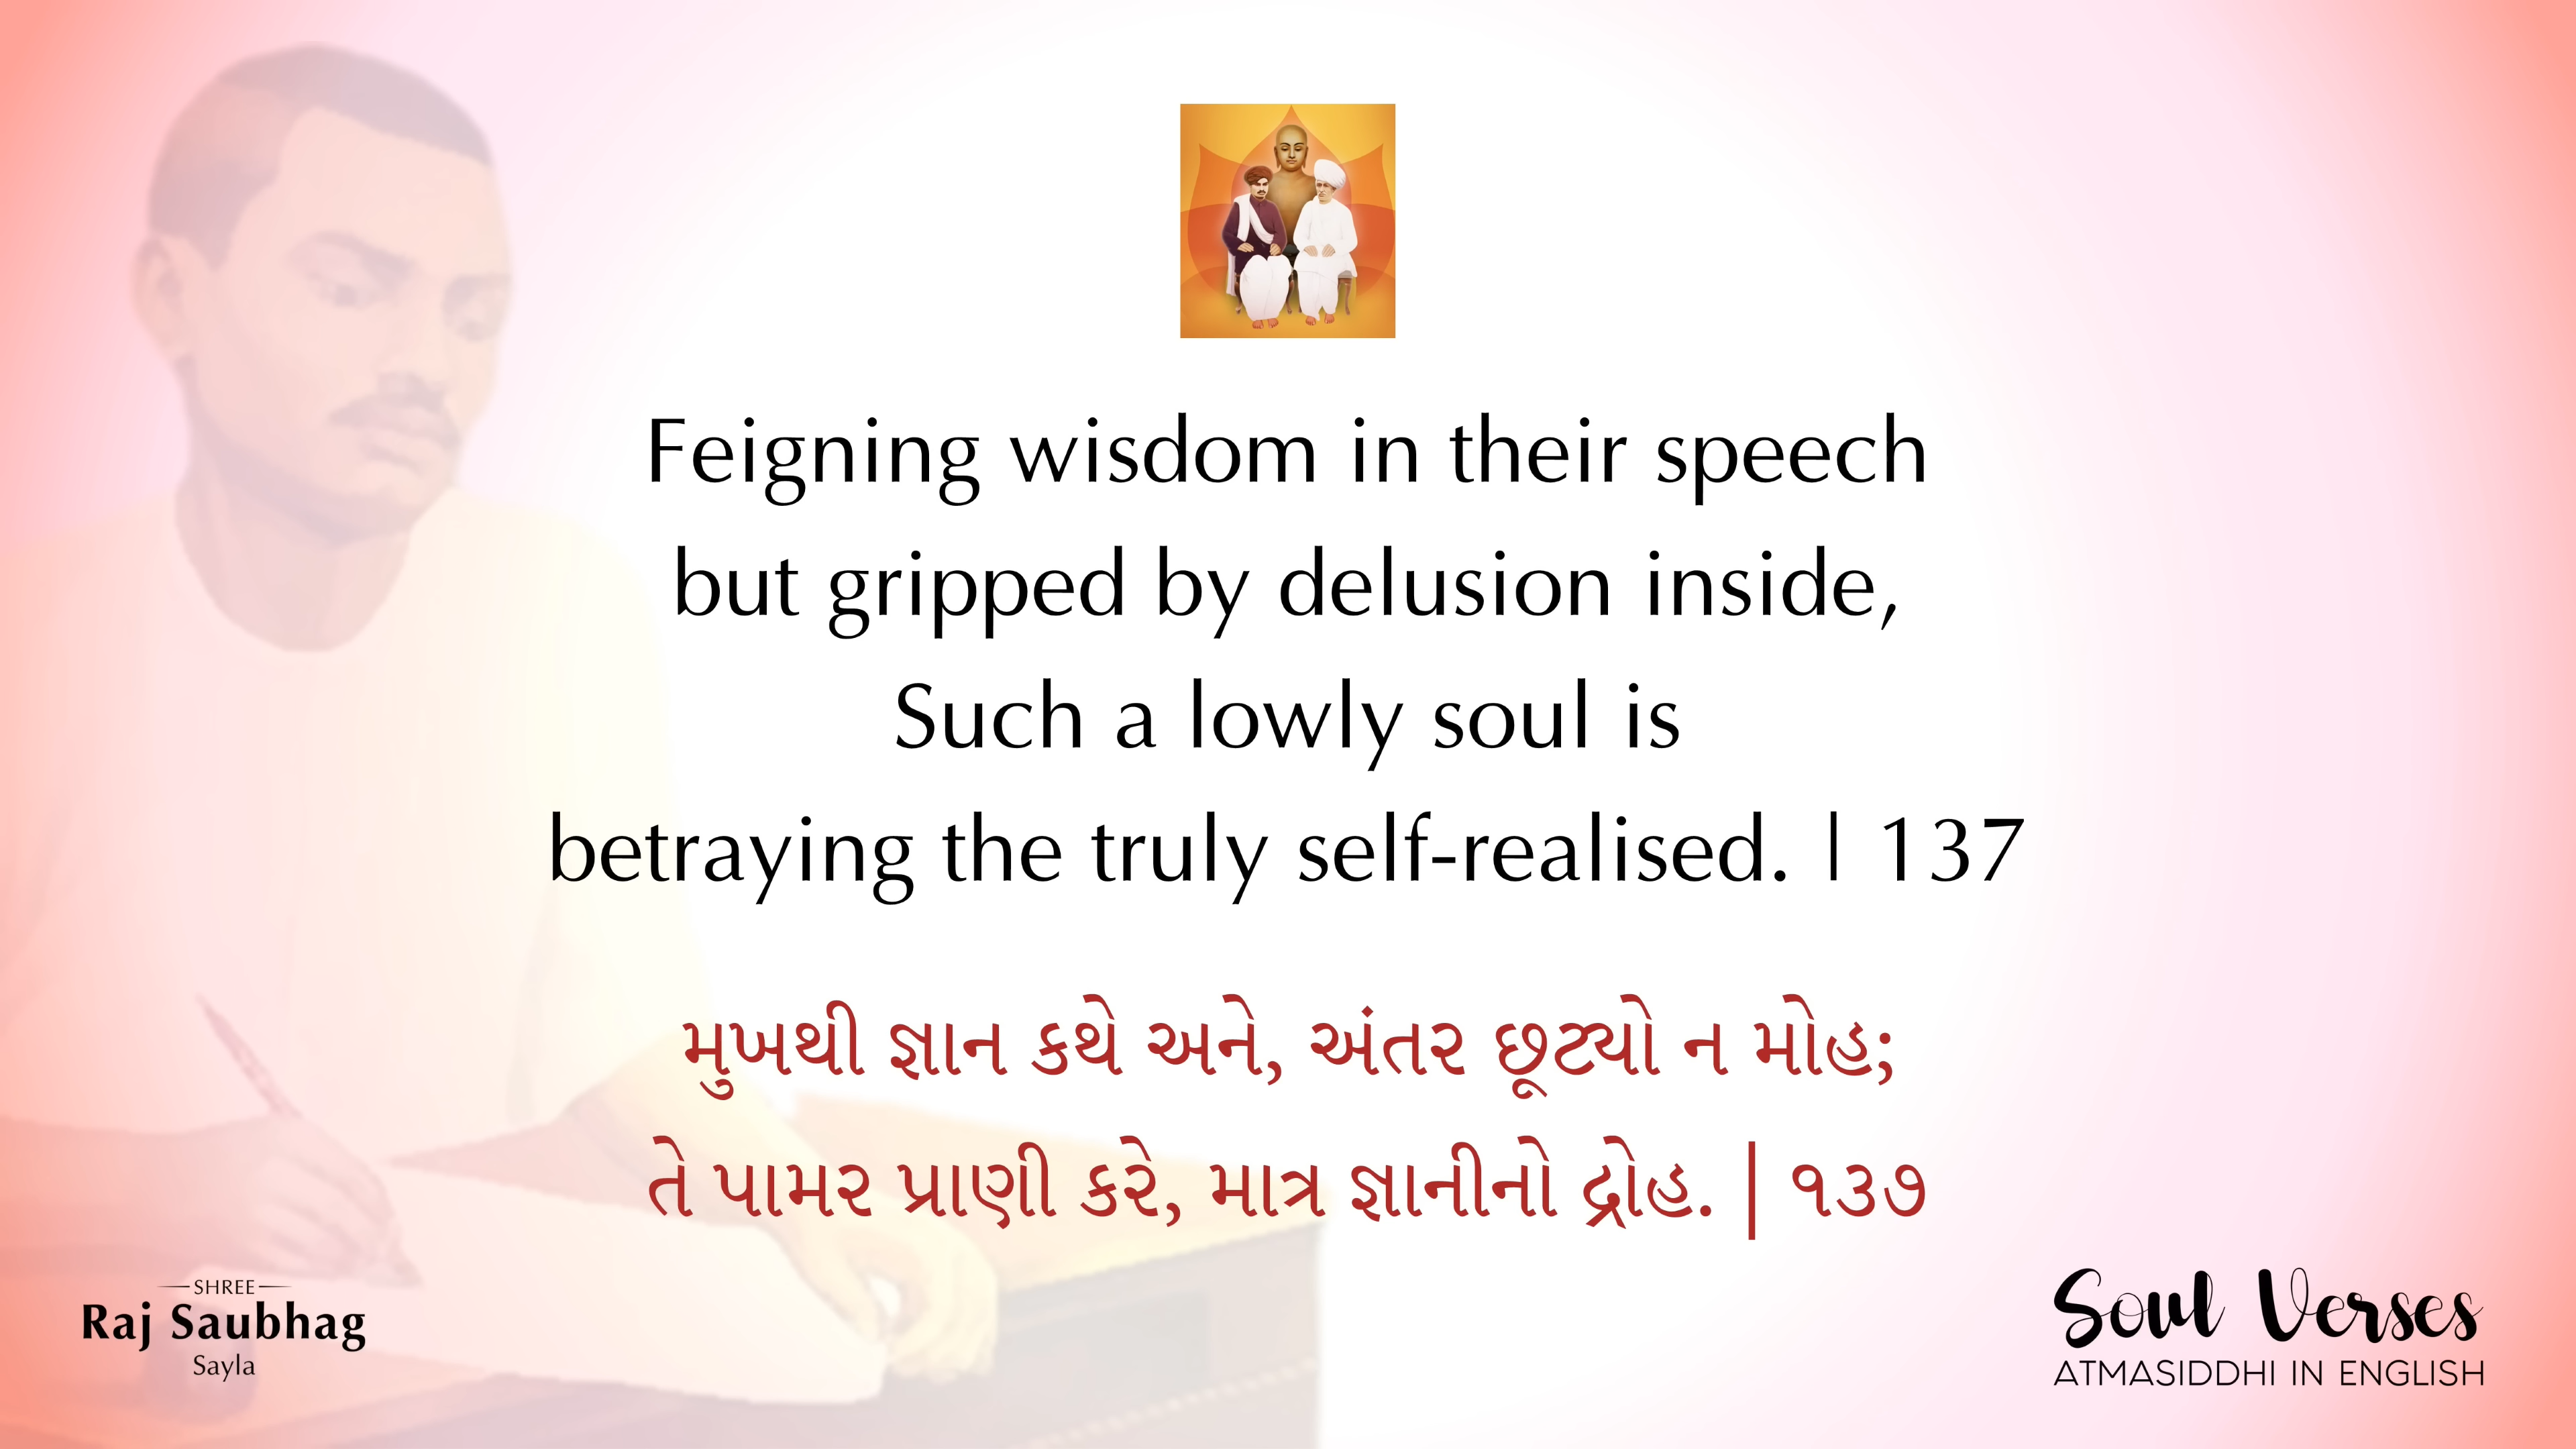 Feigning wisdom in their speech
but gripped by delusion inside,
Such a lowly soul is
betraying the truly self-realised. | 137
મુખથી જ્ઞાન કથે અને, અંતર છૂટ્યો ન મોહ;
તે પામર પ્રાણી કરે, માત્ર જ્ઞાનીનો દ્રોહ. | ૧૩૭
SHREE
Raj Saubhag
Sayla
Soul Verses
ATMASIDDHI IN ENGLISH